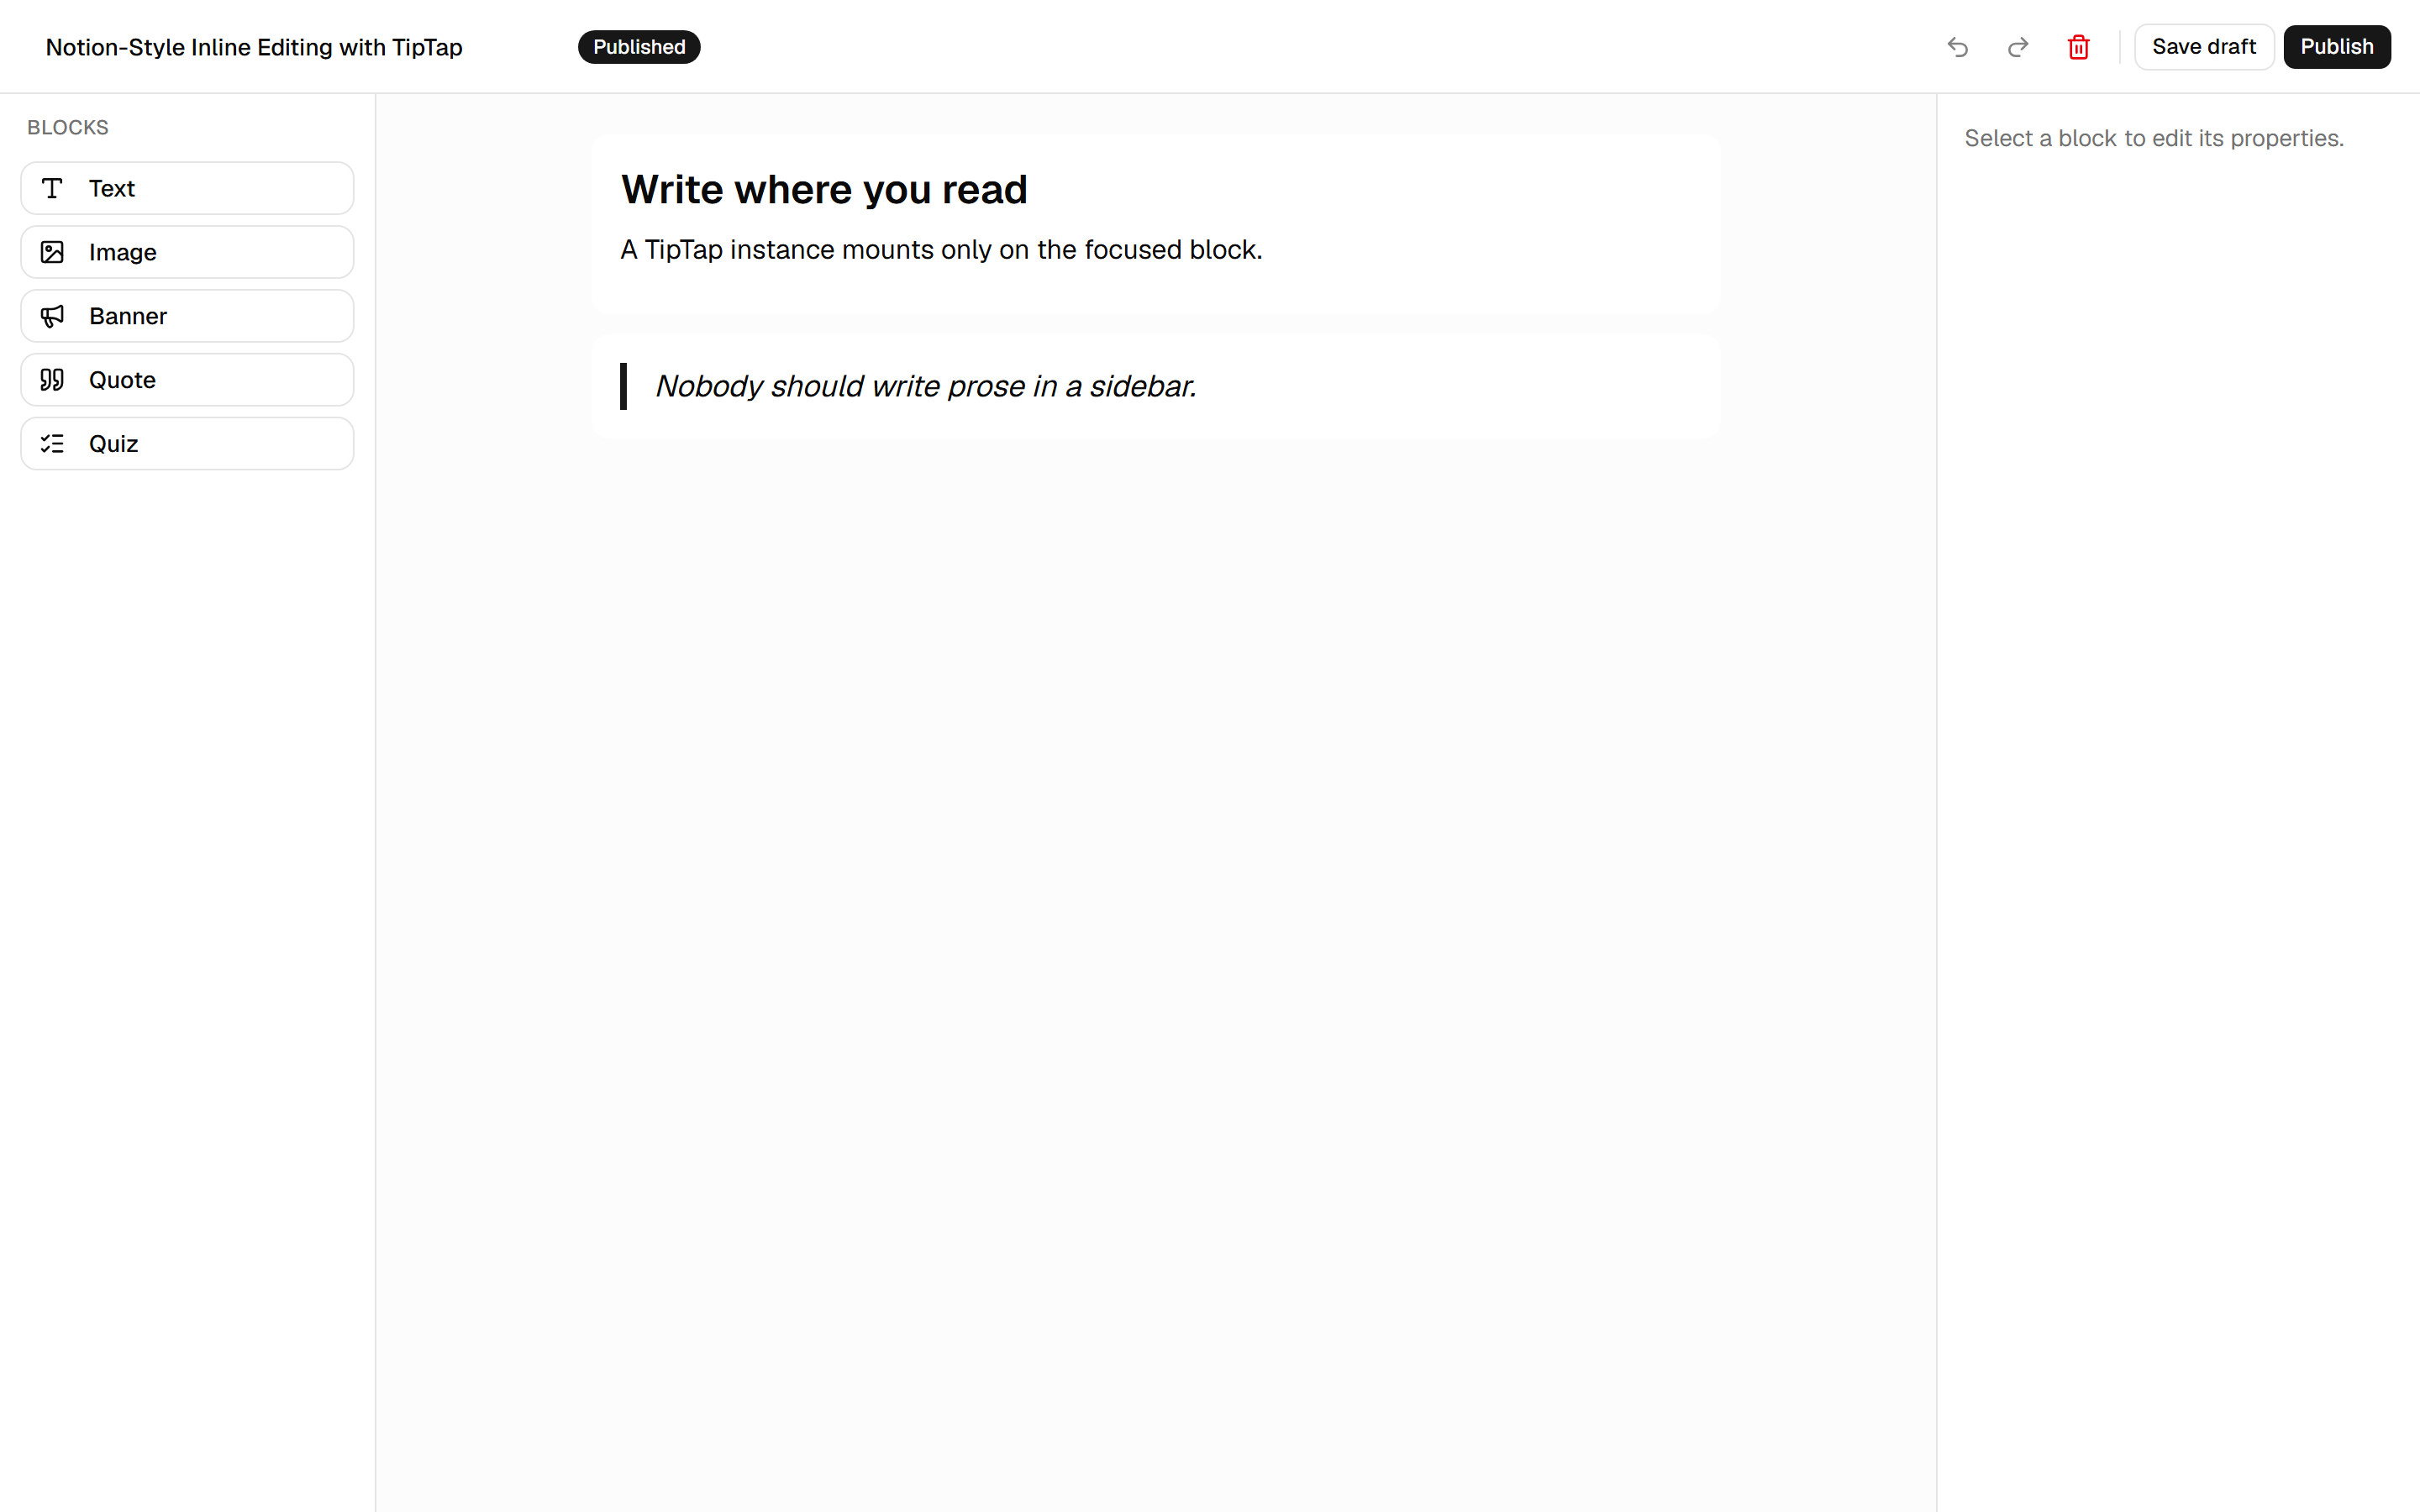 Notion-Style Inline Editing with TipTap
Published
Save draft
Publish
BLOCKS
Text
Image
Banner
Quote
Quiz
Write where you read
A TipTap instance mounts only on the focused block.
Nobody should write prose in a sidebar.
Select a block to edit its properties.